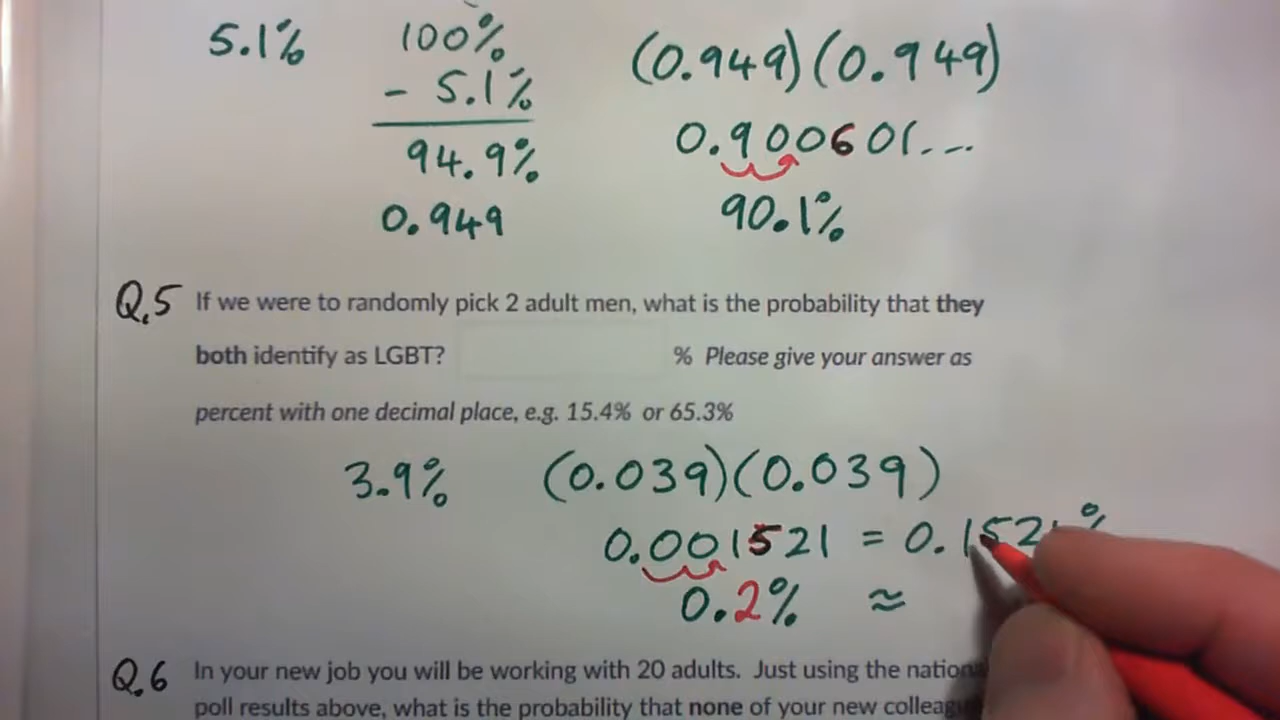 5.1% 100% (0.949)(0.949)
- 5.1%
94.9% 0.900601...
0.949 90.1%
Q.5 If we were to randomly pick 2 adult men, what is the probability that they
both identify as LGBT? % Please give your answer as
percent with one decimal place, e.g. 15.4% or 65.3%
3.9% (0.039)(0.039)
0.001521 = 0.1521%
0.2% ≈
Q.6 In your new job you will be working with 20 adults. Just using the
poll results above, what is the probability that none of your new